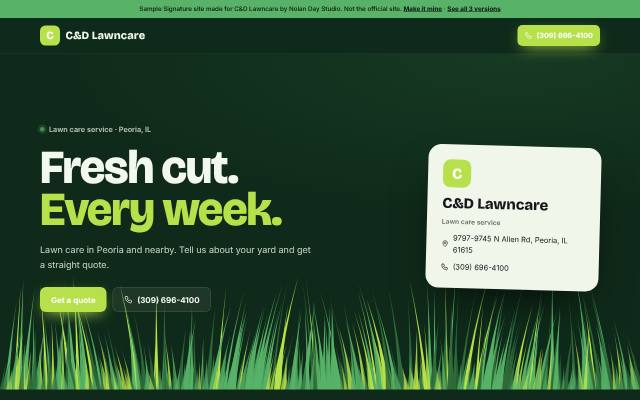 Sample Signature site made for C&D Lawncare by Nolan Day Studio. Not the official site. Make it mine · See all 3 versions
C C&D Lawncare
(309) 696-4100
Lawn care service · Peoria, IL
Fresh cut.
Every week.
Lawn care in Peoria and nearby. Tell us about your yard and get
a straight quote.
Get a quote
(309) 696-4100
C
C&D Lawncare
Lawn care service
9797-9745 N Allen Rd, Peoria, IL
61615
(309) 696-4100